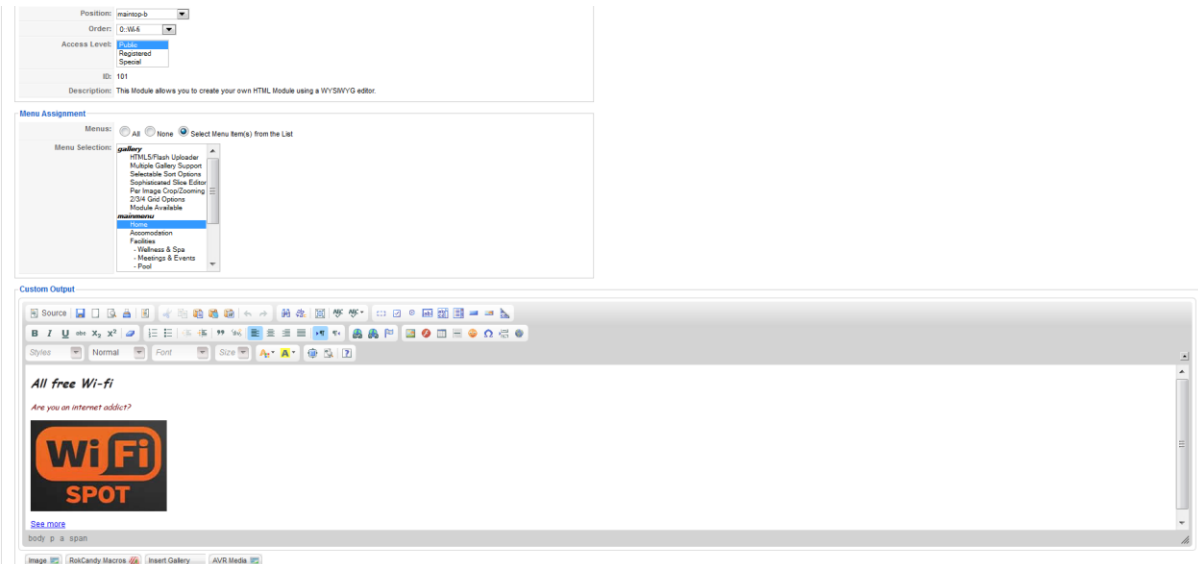 Position: maintop-b
Order: 0::Wi-fi
Access Level: Public
Registered
Special
ID: 101
Description: This Module allows you to create your own HTML Module using a WYSIWYG editor.
Menu Assignment
Menus: All None Select Menu Item(s) from the List
Menu Selection: gallery
HTML5/Flash Uploader
Multiple Gallery Support
Selectable Sort Options
Sophisticated Slice Editor
Per Image Crop/Zooming
2/3/4 Grid Options
Module Available
mainmenu
Home
Accomodation
Facilities
- Wellness & Spa
- Meetings & Events
- Pool
Custom Output
Source
B I U abc X₂ X²
Styles Normal Font Size
All free Wi-fi
Are you an internet addict?
Wi Fi
SPOT
See more
body p a span
Image RokCandy Macros Insert Gallery AVR Media